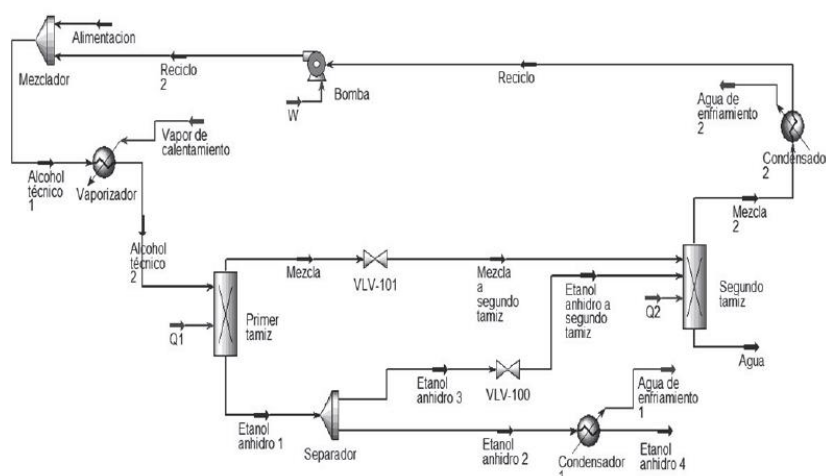 Alimentacion
Mezclador
Reciclo
2
Bomba
W
Reciclo
Agua de
enfriamiento
2
Condensado
2
Vapor de
calentamiento
Alcohol
técnico
1
Vaporizador
Alcohol
técnico
2
Mezcla
2
Mezcla
VLV-101
Mezcla
a
segundo
tamiz
Etanol
anhidro a
segundo
tamiz
Segundo
tamiz
Q2
Primer
tamiz
Q1
Agua
Etanol
anhidro 3
VLV-100
Agua de
enfriamiento
1
Etanol
anhidro 1
Separador
Etanol
anhidro 2
Condensador
1
Etanol
anhidro 4